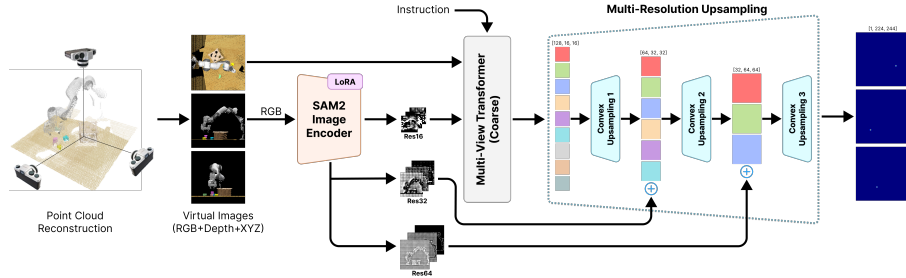 Instruction
Multi-Resolution Upsampling
[128, 16, 16]
[64, 32, 32]
[32, 64, 64]
[1, 224, 244]
LoRA
RGB
SAM2
Image
Encoder
Res16
Multi-View Transformer
(Coarse)
Convex
Upsampling 1
Convex
Upsampling 2
Convex
Upsampling 3
Res32
Point Cloud
Reconstruction
Virtual Images
(RGB+Depth+XYZ)
Res64